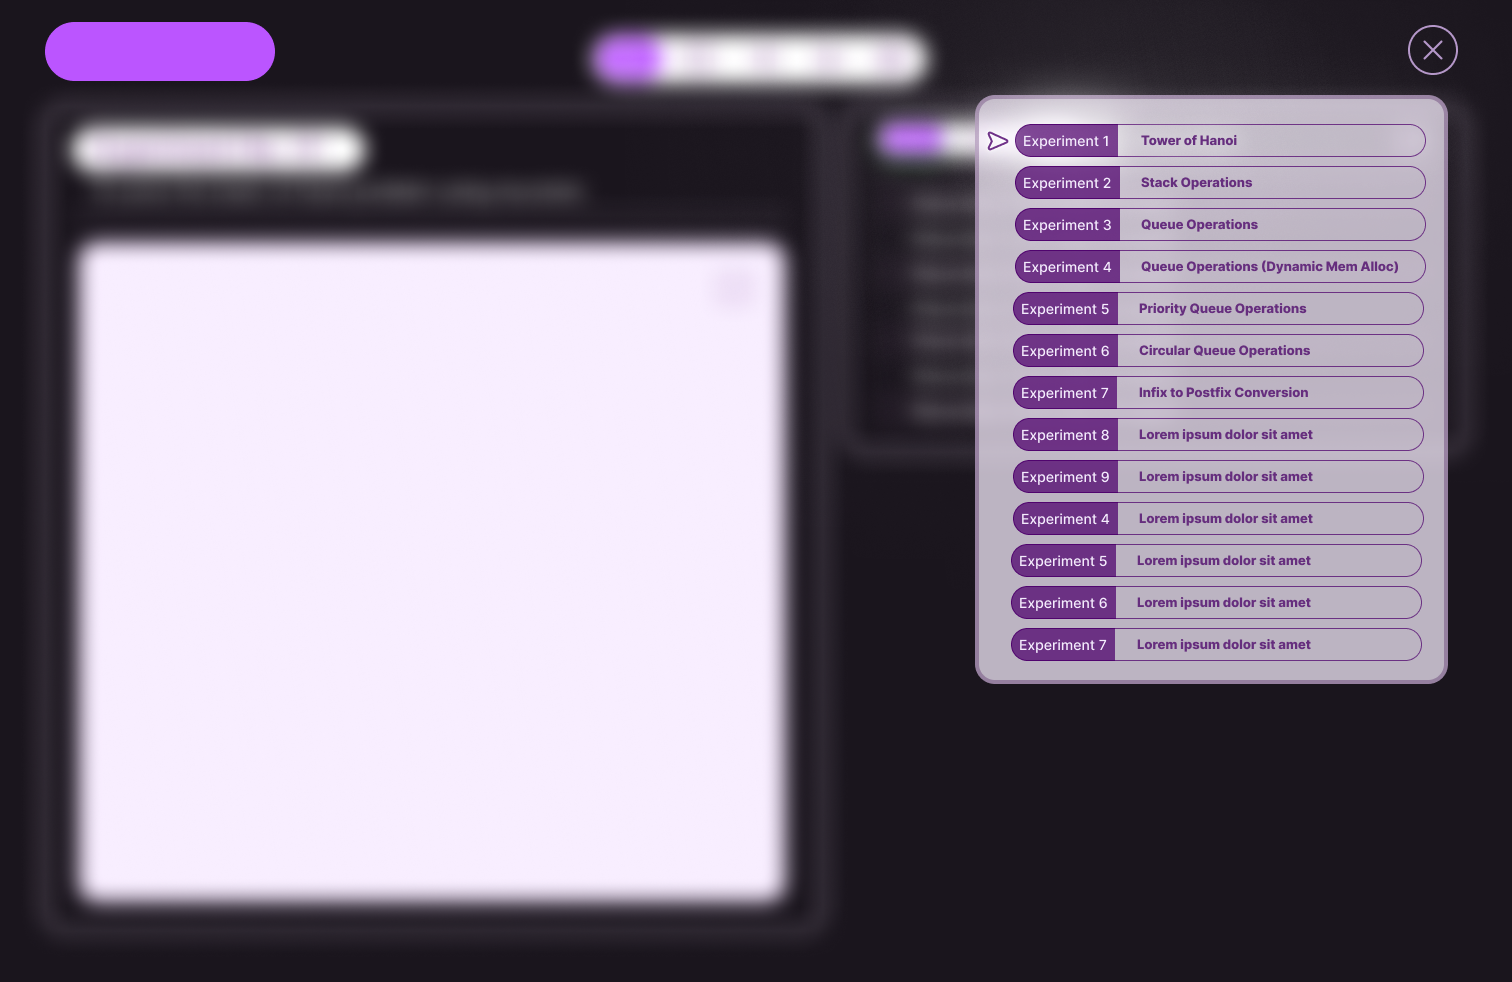 Experiment 1 Tower of Hanoi
Experiment 2 Stack Operations
Experiment 3 Queue Operations
Experiment 4 Queue Operations (Dynamic Mem Alloc)
Experiment 5 Priority Queue Operations
Experiment 6 Circular Queue Operations
Experiment 7 Infix to Postfix Conversion
Experiment 8 Lorem ipsum dolor sit amet
Experiment 9 Lorem ipsum dolor sit amet
Experiment 4 Lorem ipsum dolor sit amet
Experiment 5 Lorem ipsum dolor sit amet
Experiment 6 Lorem ipsum dolor sit amet
Experiment 7 Lorem ipsum dolor sit amet